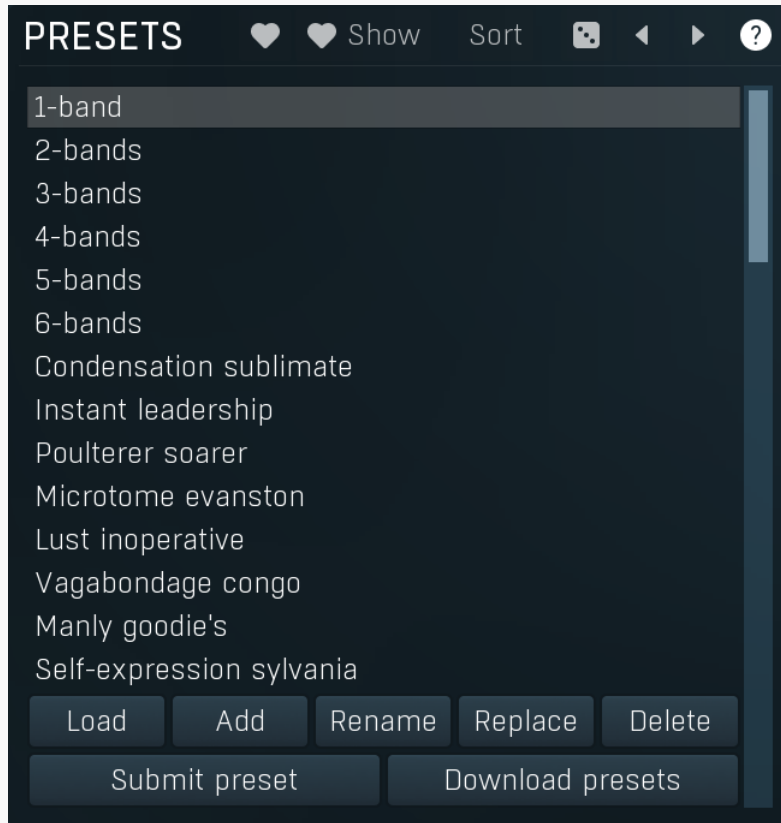 PRESETS Show Sort ?
1-band
2-bands
3-bands
4-bands
5-bands
6-bands
Condensation sublimate
Instant leadership
Poulterer soarer
Microtome evanston
Lust inoperative
Vagabondage congo
Manly goodie's
Self-expression sylvania
Load Add Rename Replace Delete
Submit preset Download presets